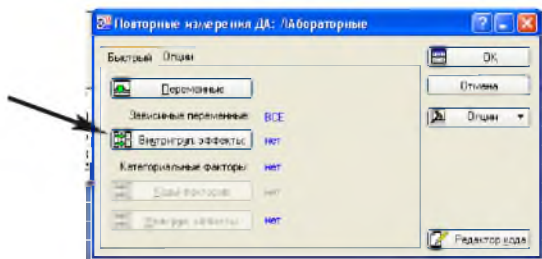 Повторные измерения ДА: ЛАбораторные
Быстрый Опции
Переменные
Зависимые переменные: ВСЕ
Внутригруп. эффекты: нет
Категориальные факторы: нет
Коды факторов: нет
Межгруп. эффекты: нет
OK
Отмена
Опции
Редактор кода